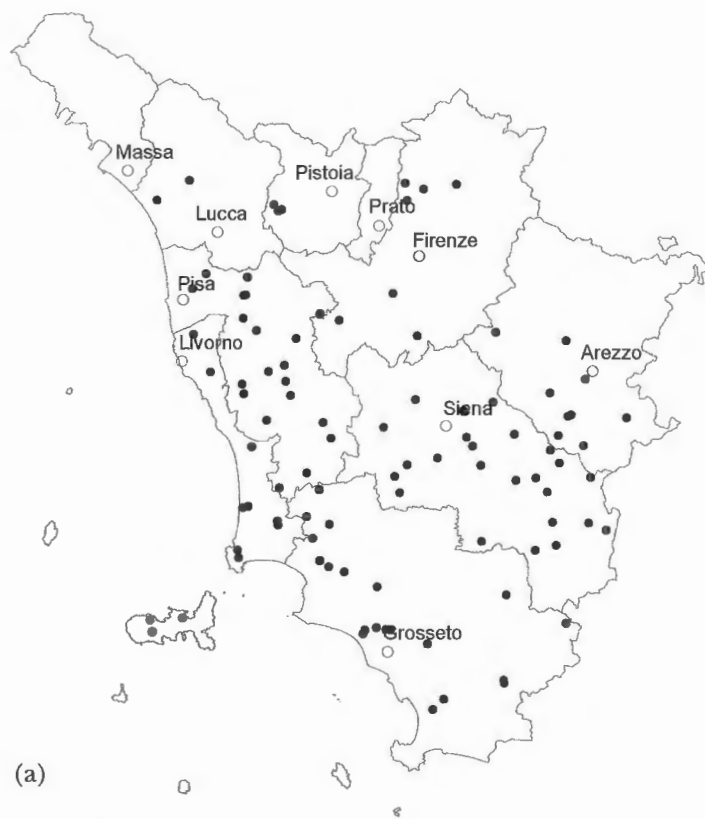 Massa
Pistoia
Lucca
Prato
Firenze
Pisa
Livorno
Arezzo
Siena
Grosseto
(a)